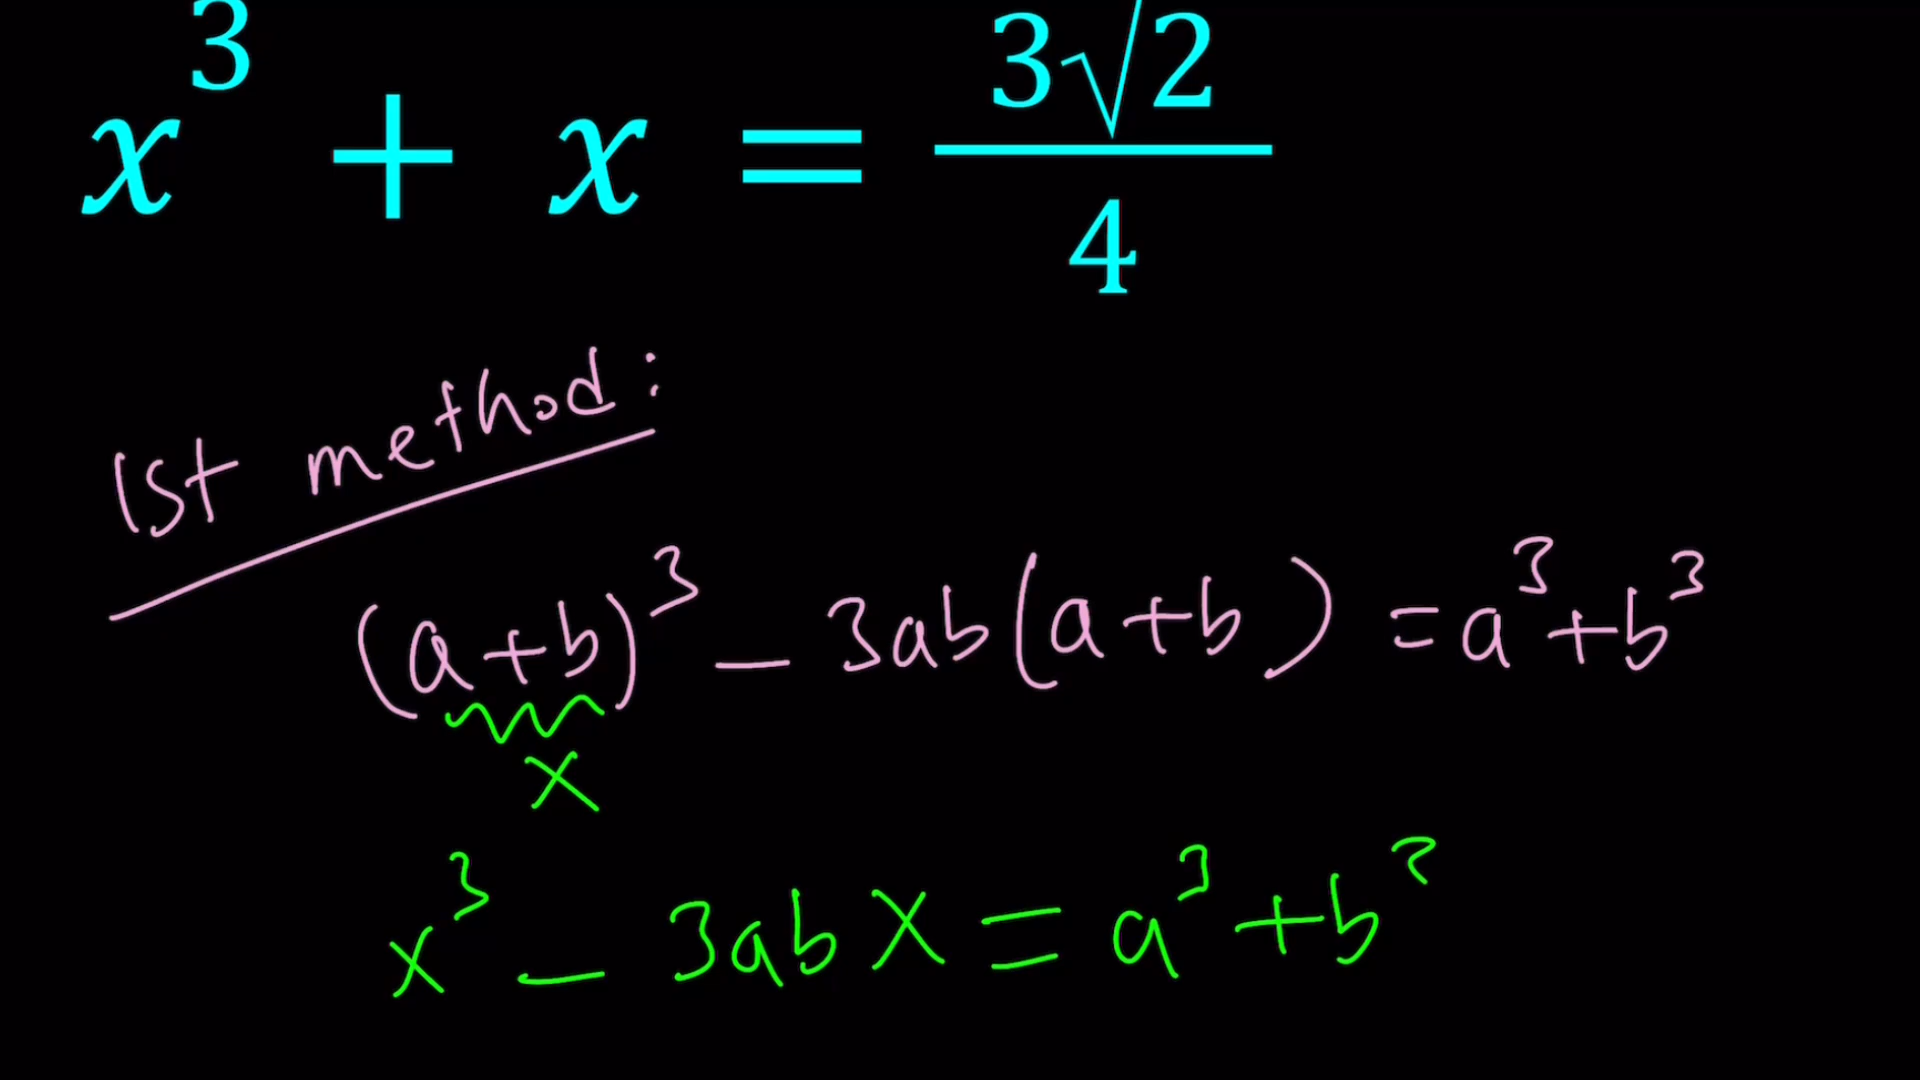 x³ + x = 3√2/4
1st method:
(a+b)³ - 3ab(a+b) = a³+b³
x
x³ - 3abx = a³+b³